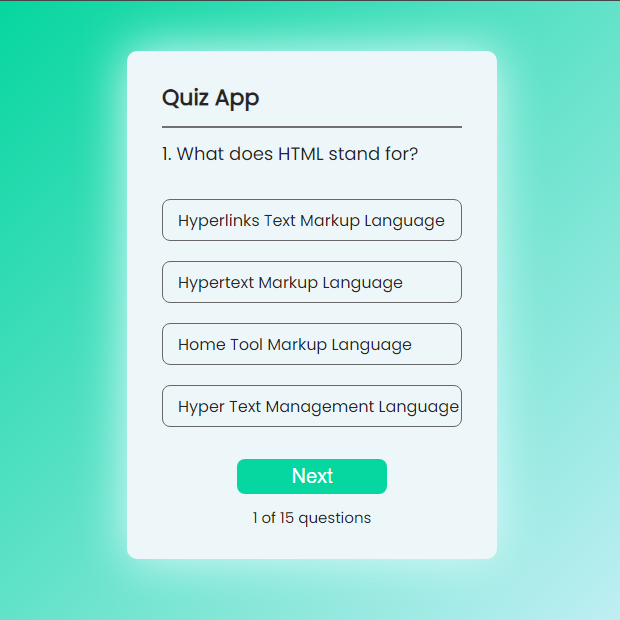 Quiz App
1. What does HTML stand for?
Hyperlinks Text Markup Language
Hypertext Markup Language
Home Tool Markup Language
Hyper Text Management Language
Next
1 of 15 questions